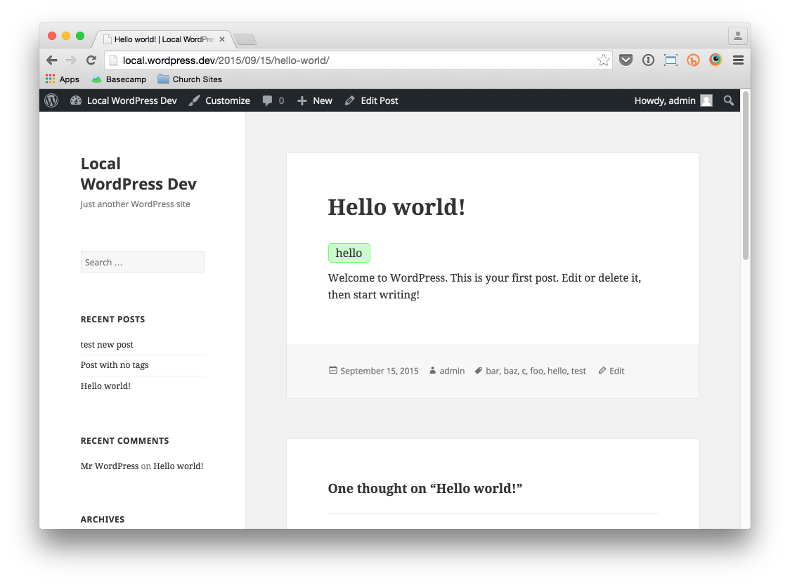 Hello world! | Local WordPre
local.wordpress.dev/2015/09/15/hello-world/
Apps Basecamp Church Sites
Local WordPress Dev Customize 0 New Edit Post Howdy, admin
Local
WordPress Dev
Just another WordPress site
Search …
RECENT POSTS
test new post
Post with no tags
Hello world!
RECENT COMMENTS
Mr WordPress on Hello world!
ARCHIVES
Hello world!
hello
Welcome to WordPress. This is your first post. Edit or delete it,
then start writing!
September 15, 2015 admin bar, baz, c, foo, hello, test Edit
One thought on “Hello world!”